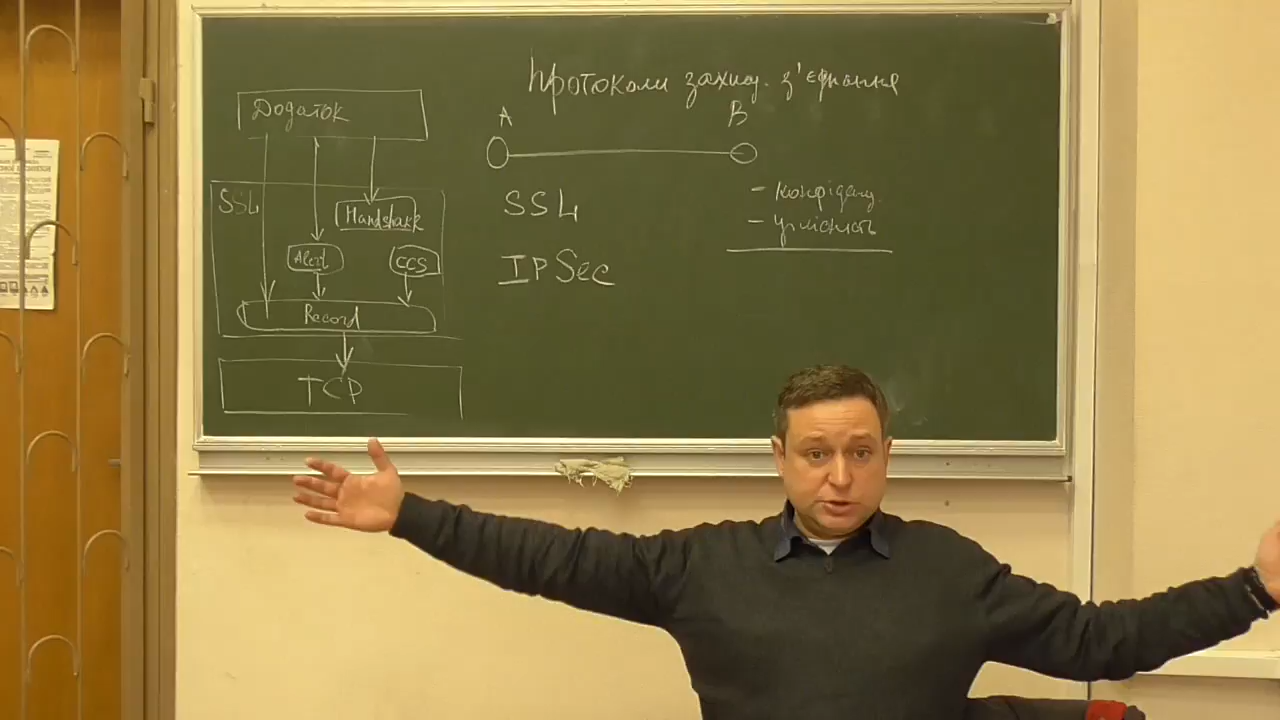 Протоколи захищ. з'єднання
Додаток
A
B
SSL
Handshake
Alert
CCS
Record
TCP
SSL
IPSec
- конфіденц.
- цілісність